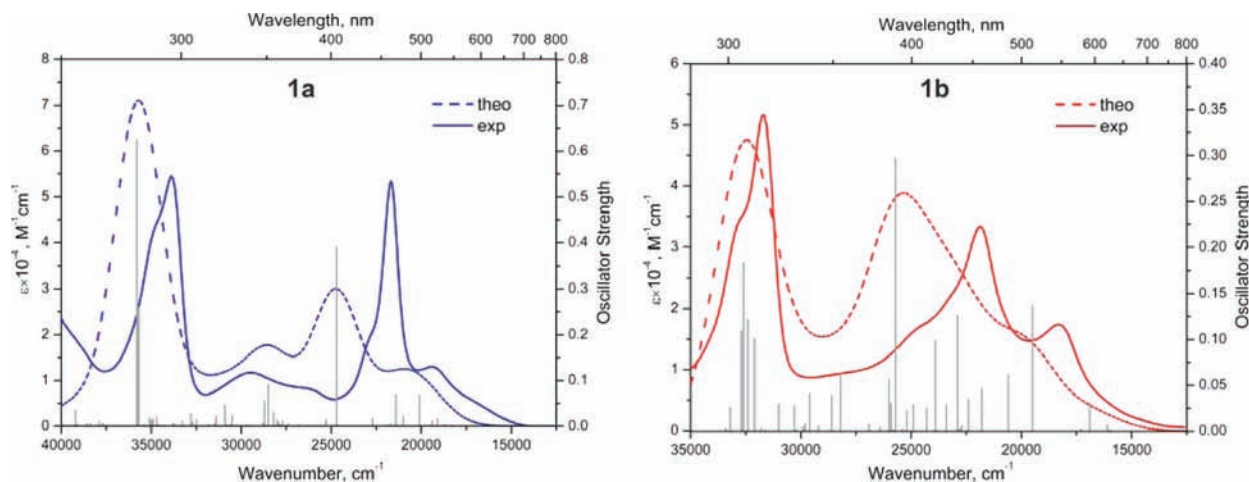 Wavelength, nm
300 400 500 600 700 800
8 0.8
1a
theo
exp
7 0.7
6 0.6
5 0.5
4 0.4
3 0.3
2 0.2
1 0.1
0 0.0
ε×10⁻⁴, M⁻¹cm⁻¹
Oscillator Strength
40000 35000 30000 25000 20000 15000
Wavenumber, cm⁻¹
Wavelength, nm
300 400 500 600 700 800
6 0.40
1b
theo
exp
0.35
5
0.30
4
0.25
3 0.20
0.15
2
0.10
1
0.05
0 0.00
ε×10⁻⁴, M⁻¹cm⁻¹
Oscillator Strength
35000 30000 25000 20000 15000
Wavenumber, cm⁻¹